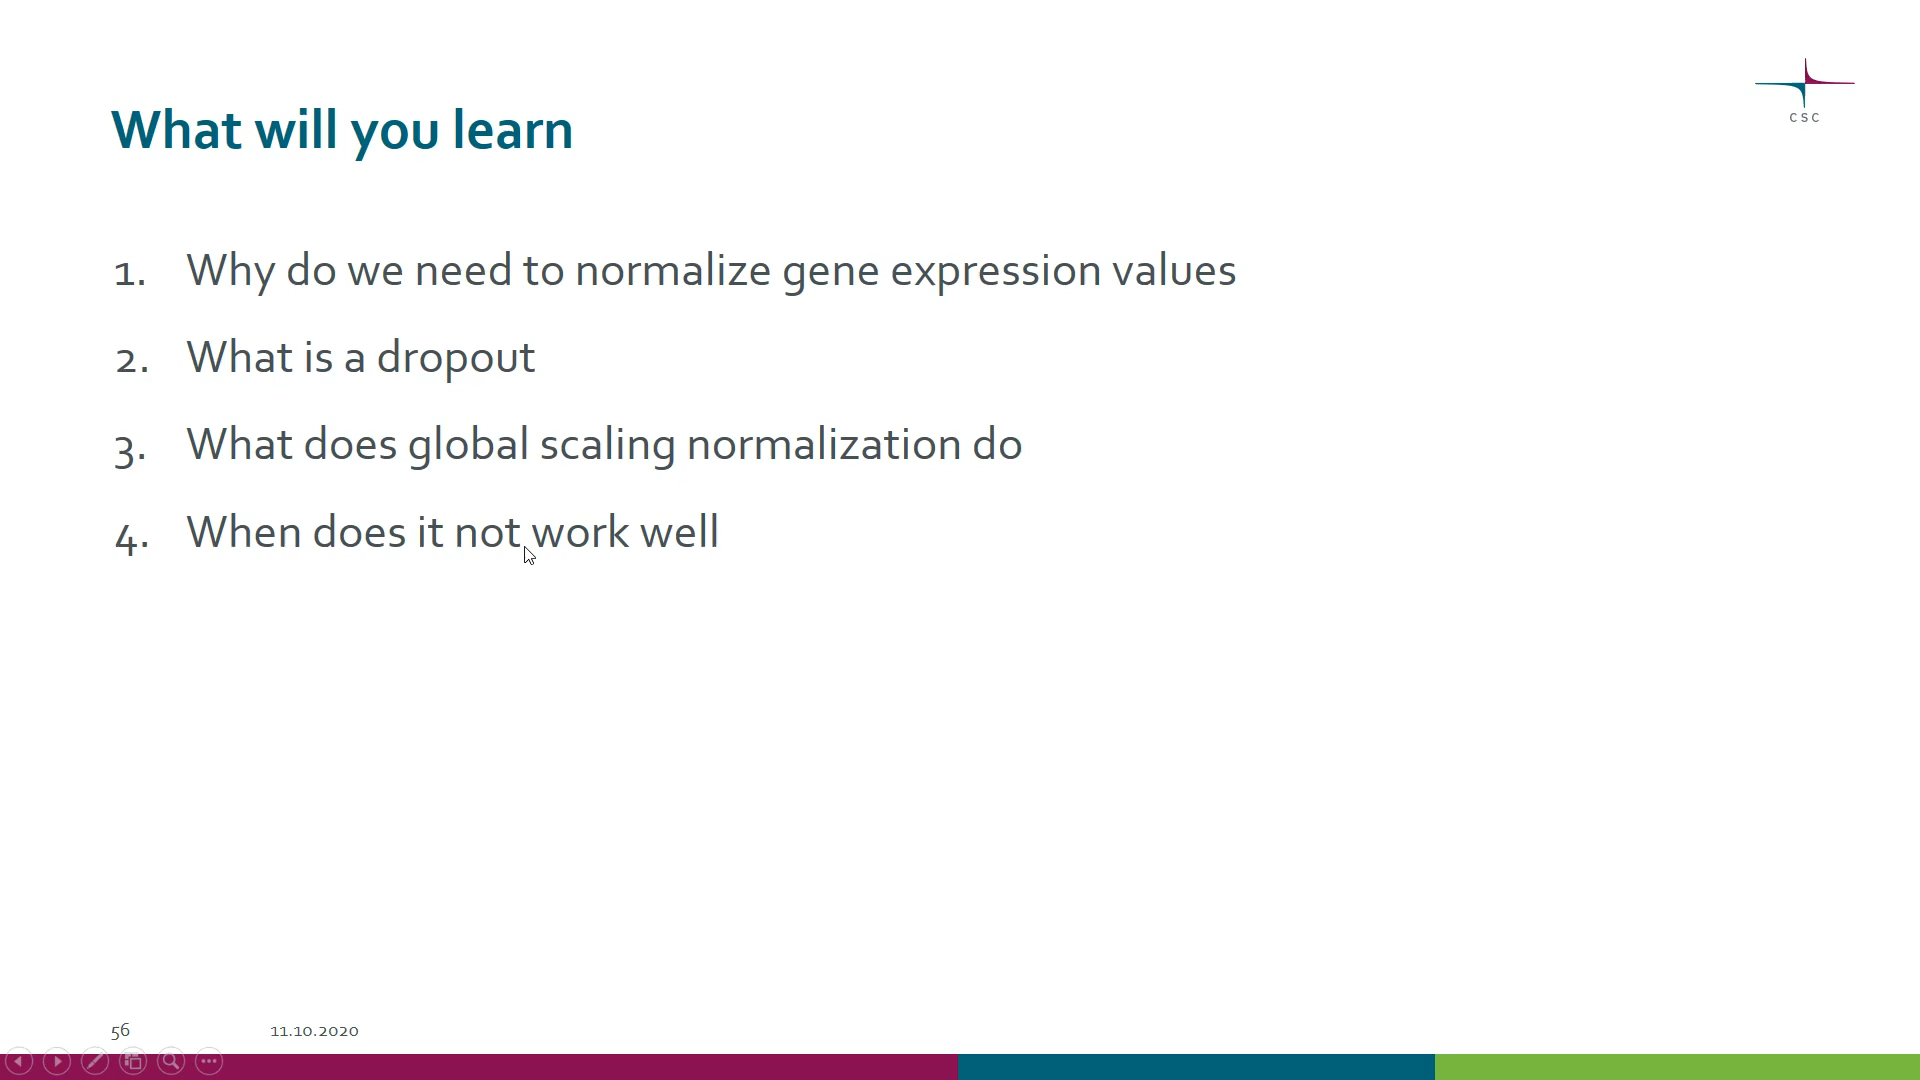 CSC
What will you learn
1. Why do we need to normalize gene expression values
2. What is a dropout
3. What does global scaling normalization do
4. When does it not work well
56 11.10.2020